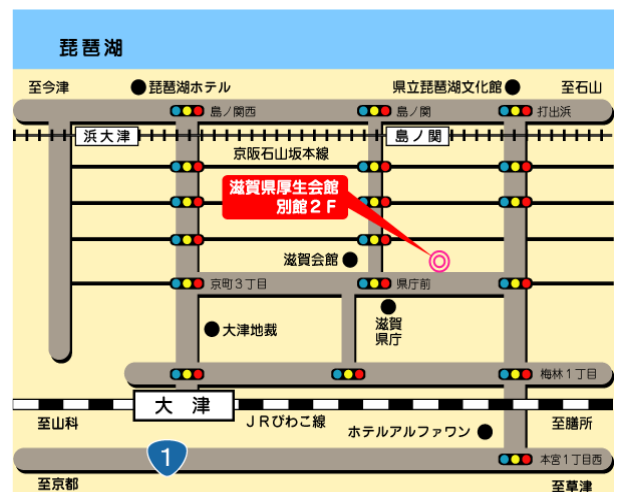 琵琶湖
至今津
琵琶湖ホテル
県立琵琶湖文化館
至石山
島ノ関西
島ノ関
打出浜
浜大津
島ノ関
京阪石山坂本線
滋賀県厚生会館
別館２Ｆ
滋賀会館
京町３丁目
県庁前
大津地裁
滋賀
県庁
梅林１丁目
大津
至山科
ＪＲびわこ線
ホテルアルファワン
至膳所
1
本宮１丁目西
至京都
至草津